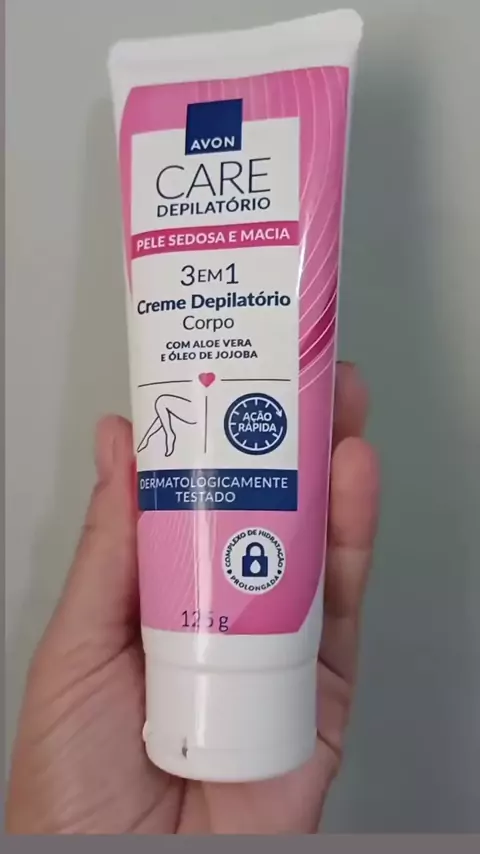 AVON
CARE
DEPILATÓRIO
PELE SEDOSA E MACIA
3 EM 1
Creme Depilatório
Corpo
COM ALOE VERA
E ÓLEO DE JOJOBA
AÇÃO
RÁPIDA
DERMATOLOGICAMENTE
TESTADO
COMPLEXO DE HIDRATAÇÃO
PROLONGADA
125 g